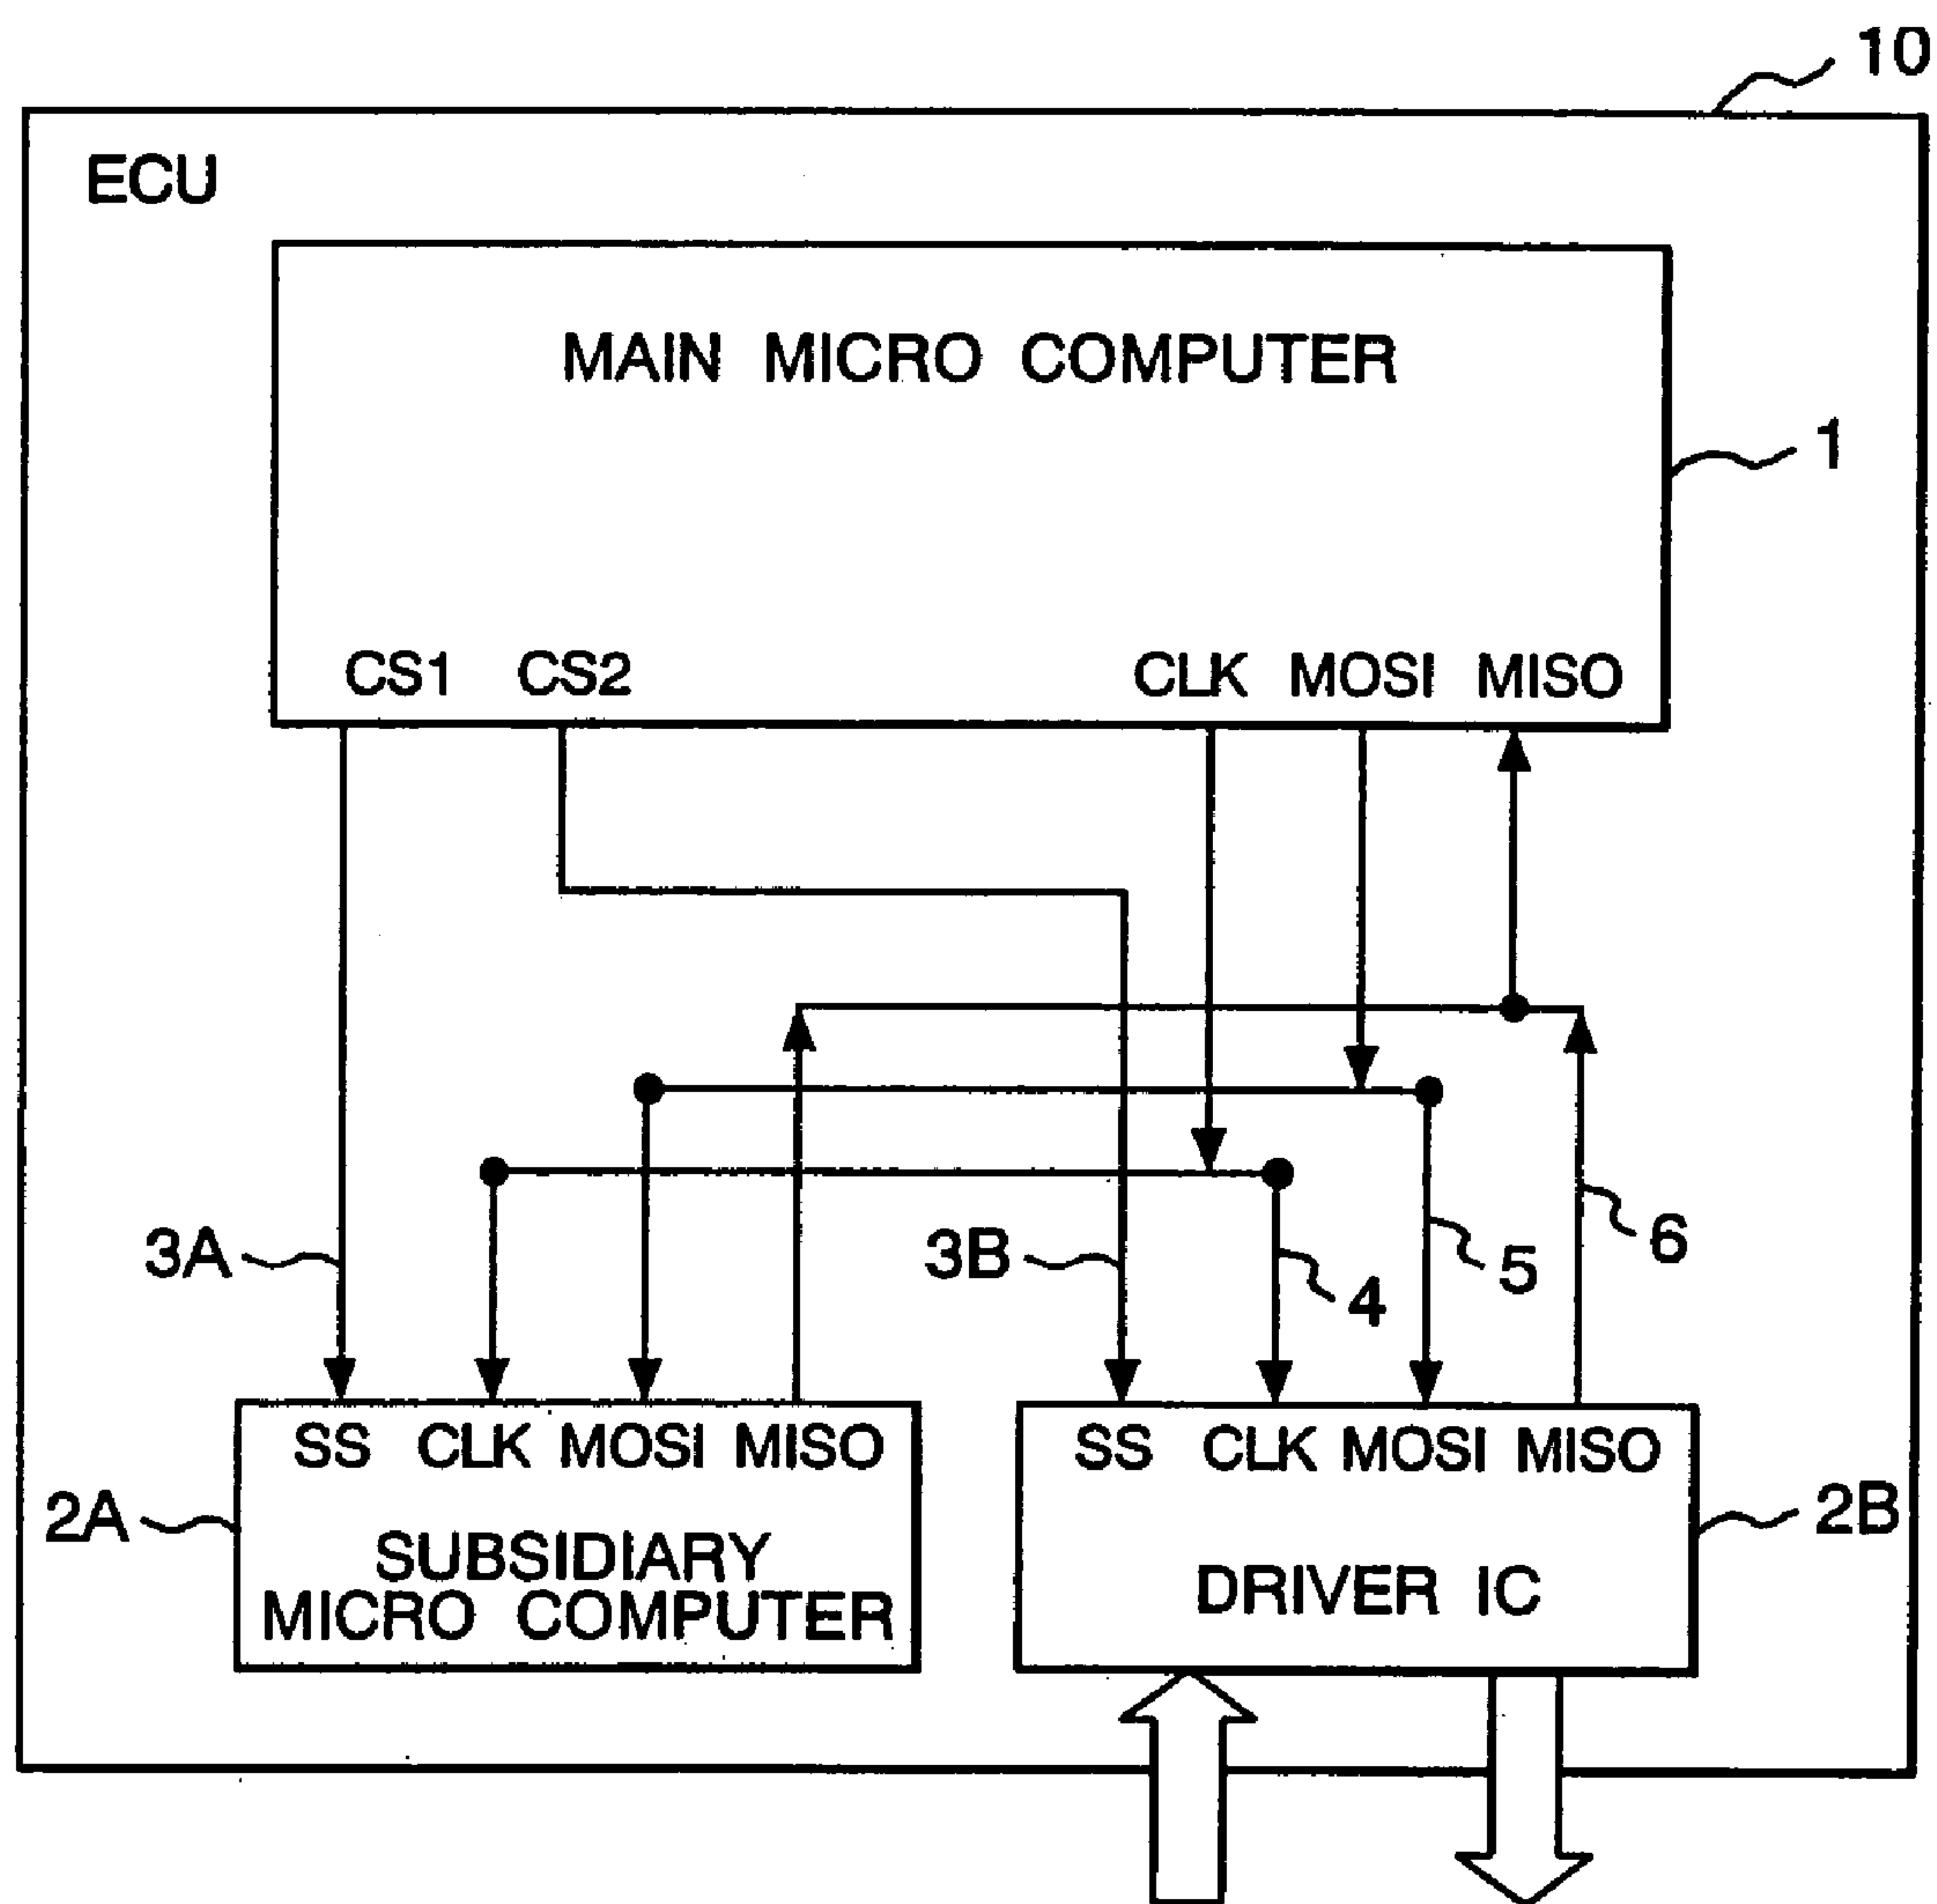 10
ECU
MAIN MICRO COMPUTER
1
CS1 CS2 CLK MOSI MISO
3A 3B 4 5 6
SS CLK MOSI MISO SS CLK MOSI MISO
2A 2B
SUBSIDIARY
MICRO COMPUTER
DRIVER IC